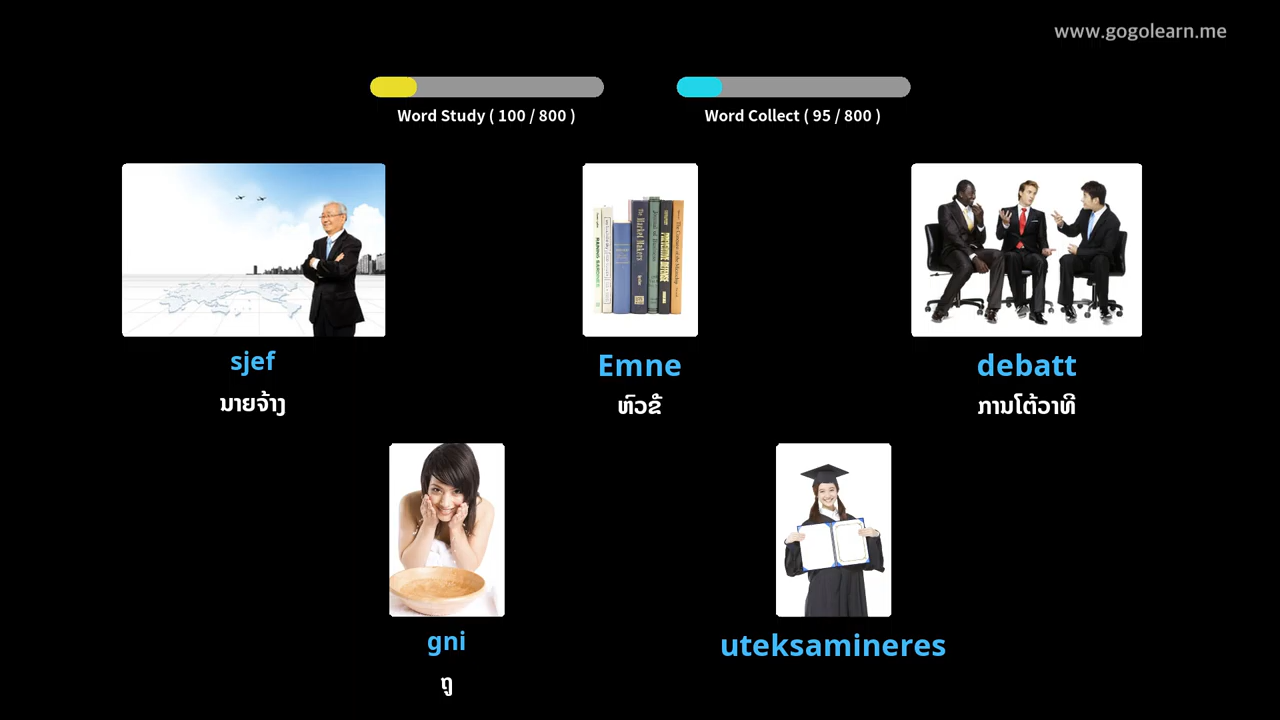 www.gogolearn.me
Word Study ( 100 / 800 )
Word Collect ( 95 / 800 )
sjef
Emne
debatt
ນາຍຈ້າງ
ຫົວຂໍ້
ການໂຕ້ວາທີ
gni
uteksamineres
ຖູ